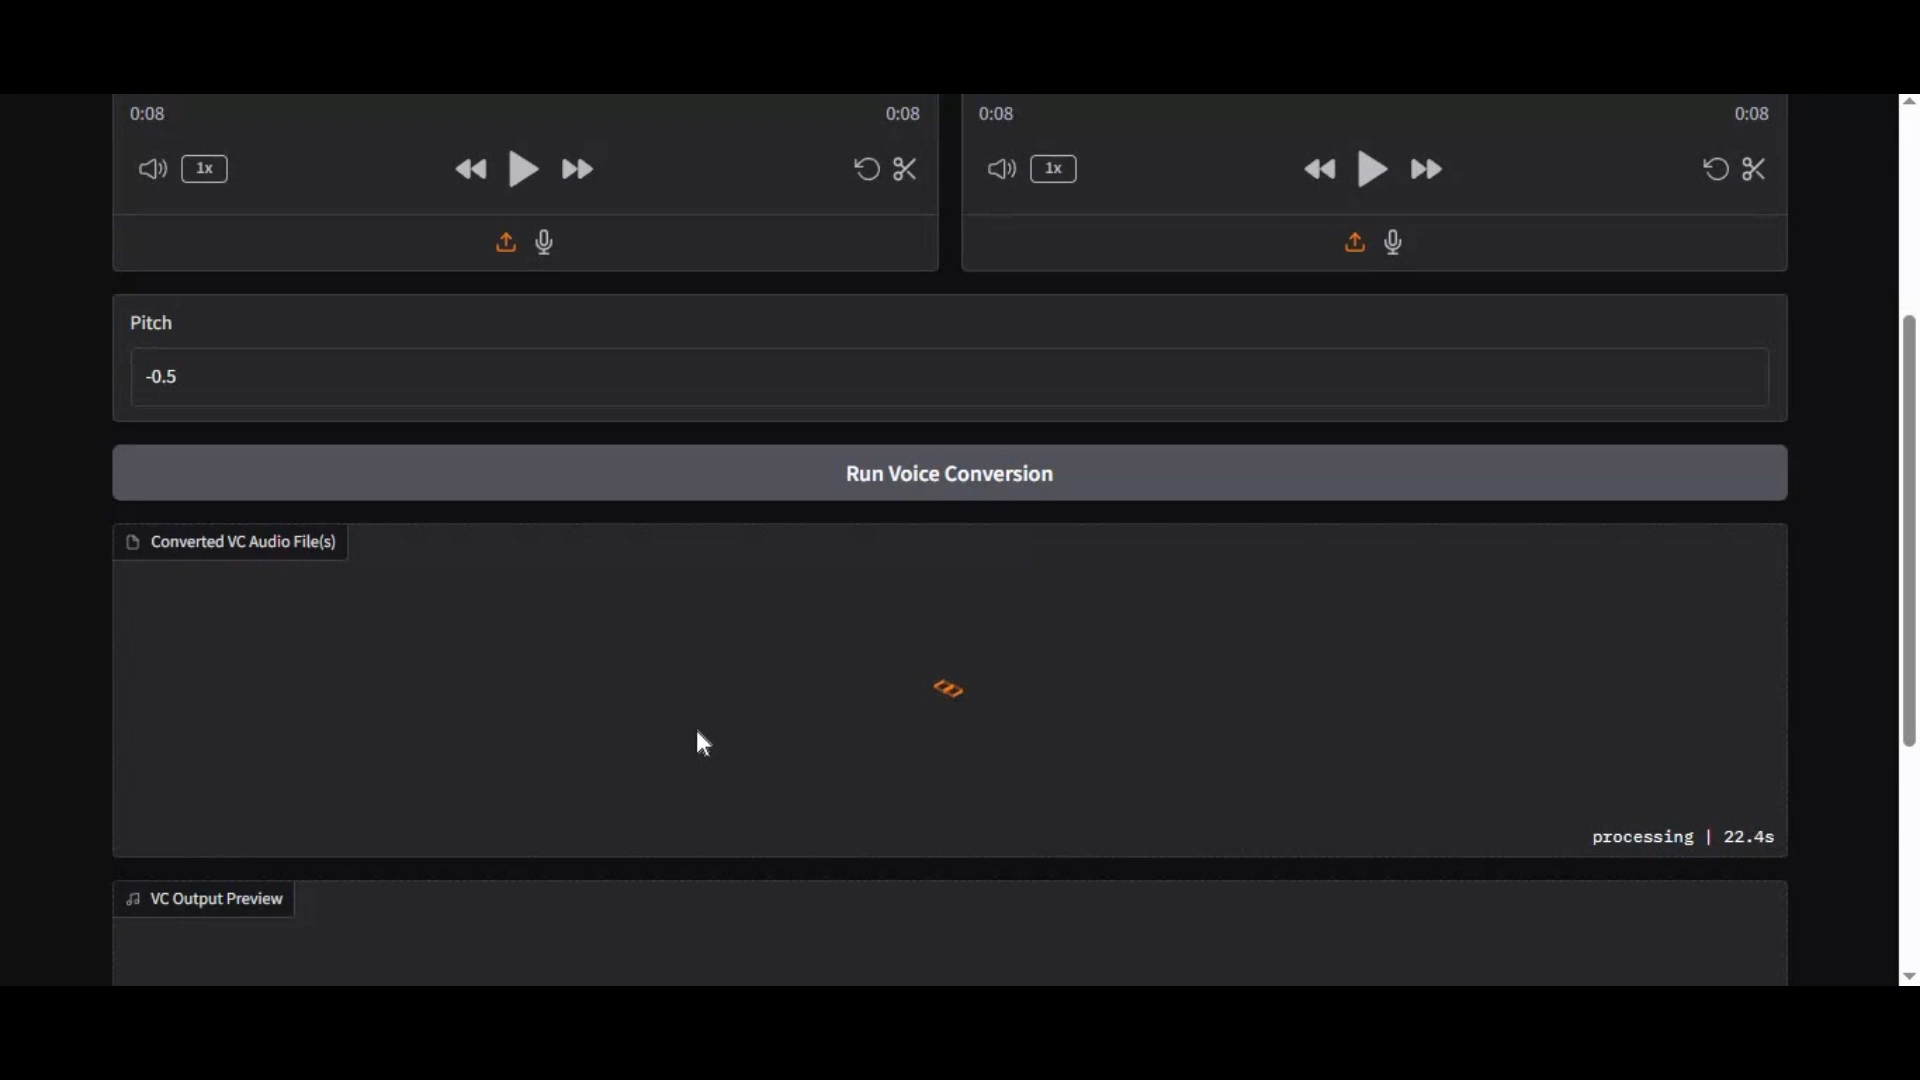 0:08 0:08
0:08 0:08
1x
1x
Pitch
-0.5
Run Voice Conversion
Converted VC Audio File(s)
processing | 22.4s
VC Output Preview